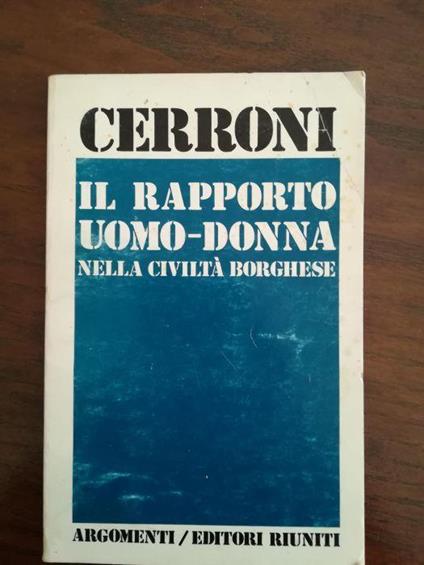 CERRONI
IL RAPPORTO
UOMO-DONNA
NELLA CIVILTÀ BORGHESE
ARGOMENTI/EDITORI RIUNITI